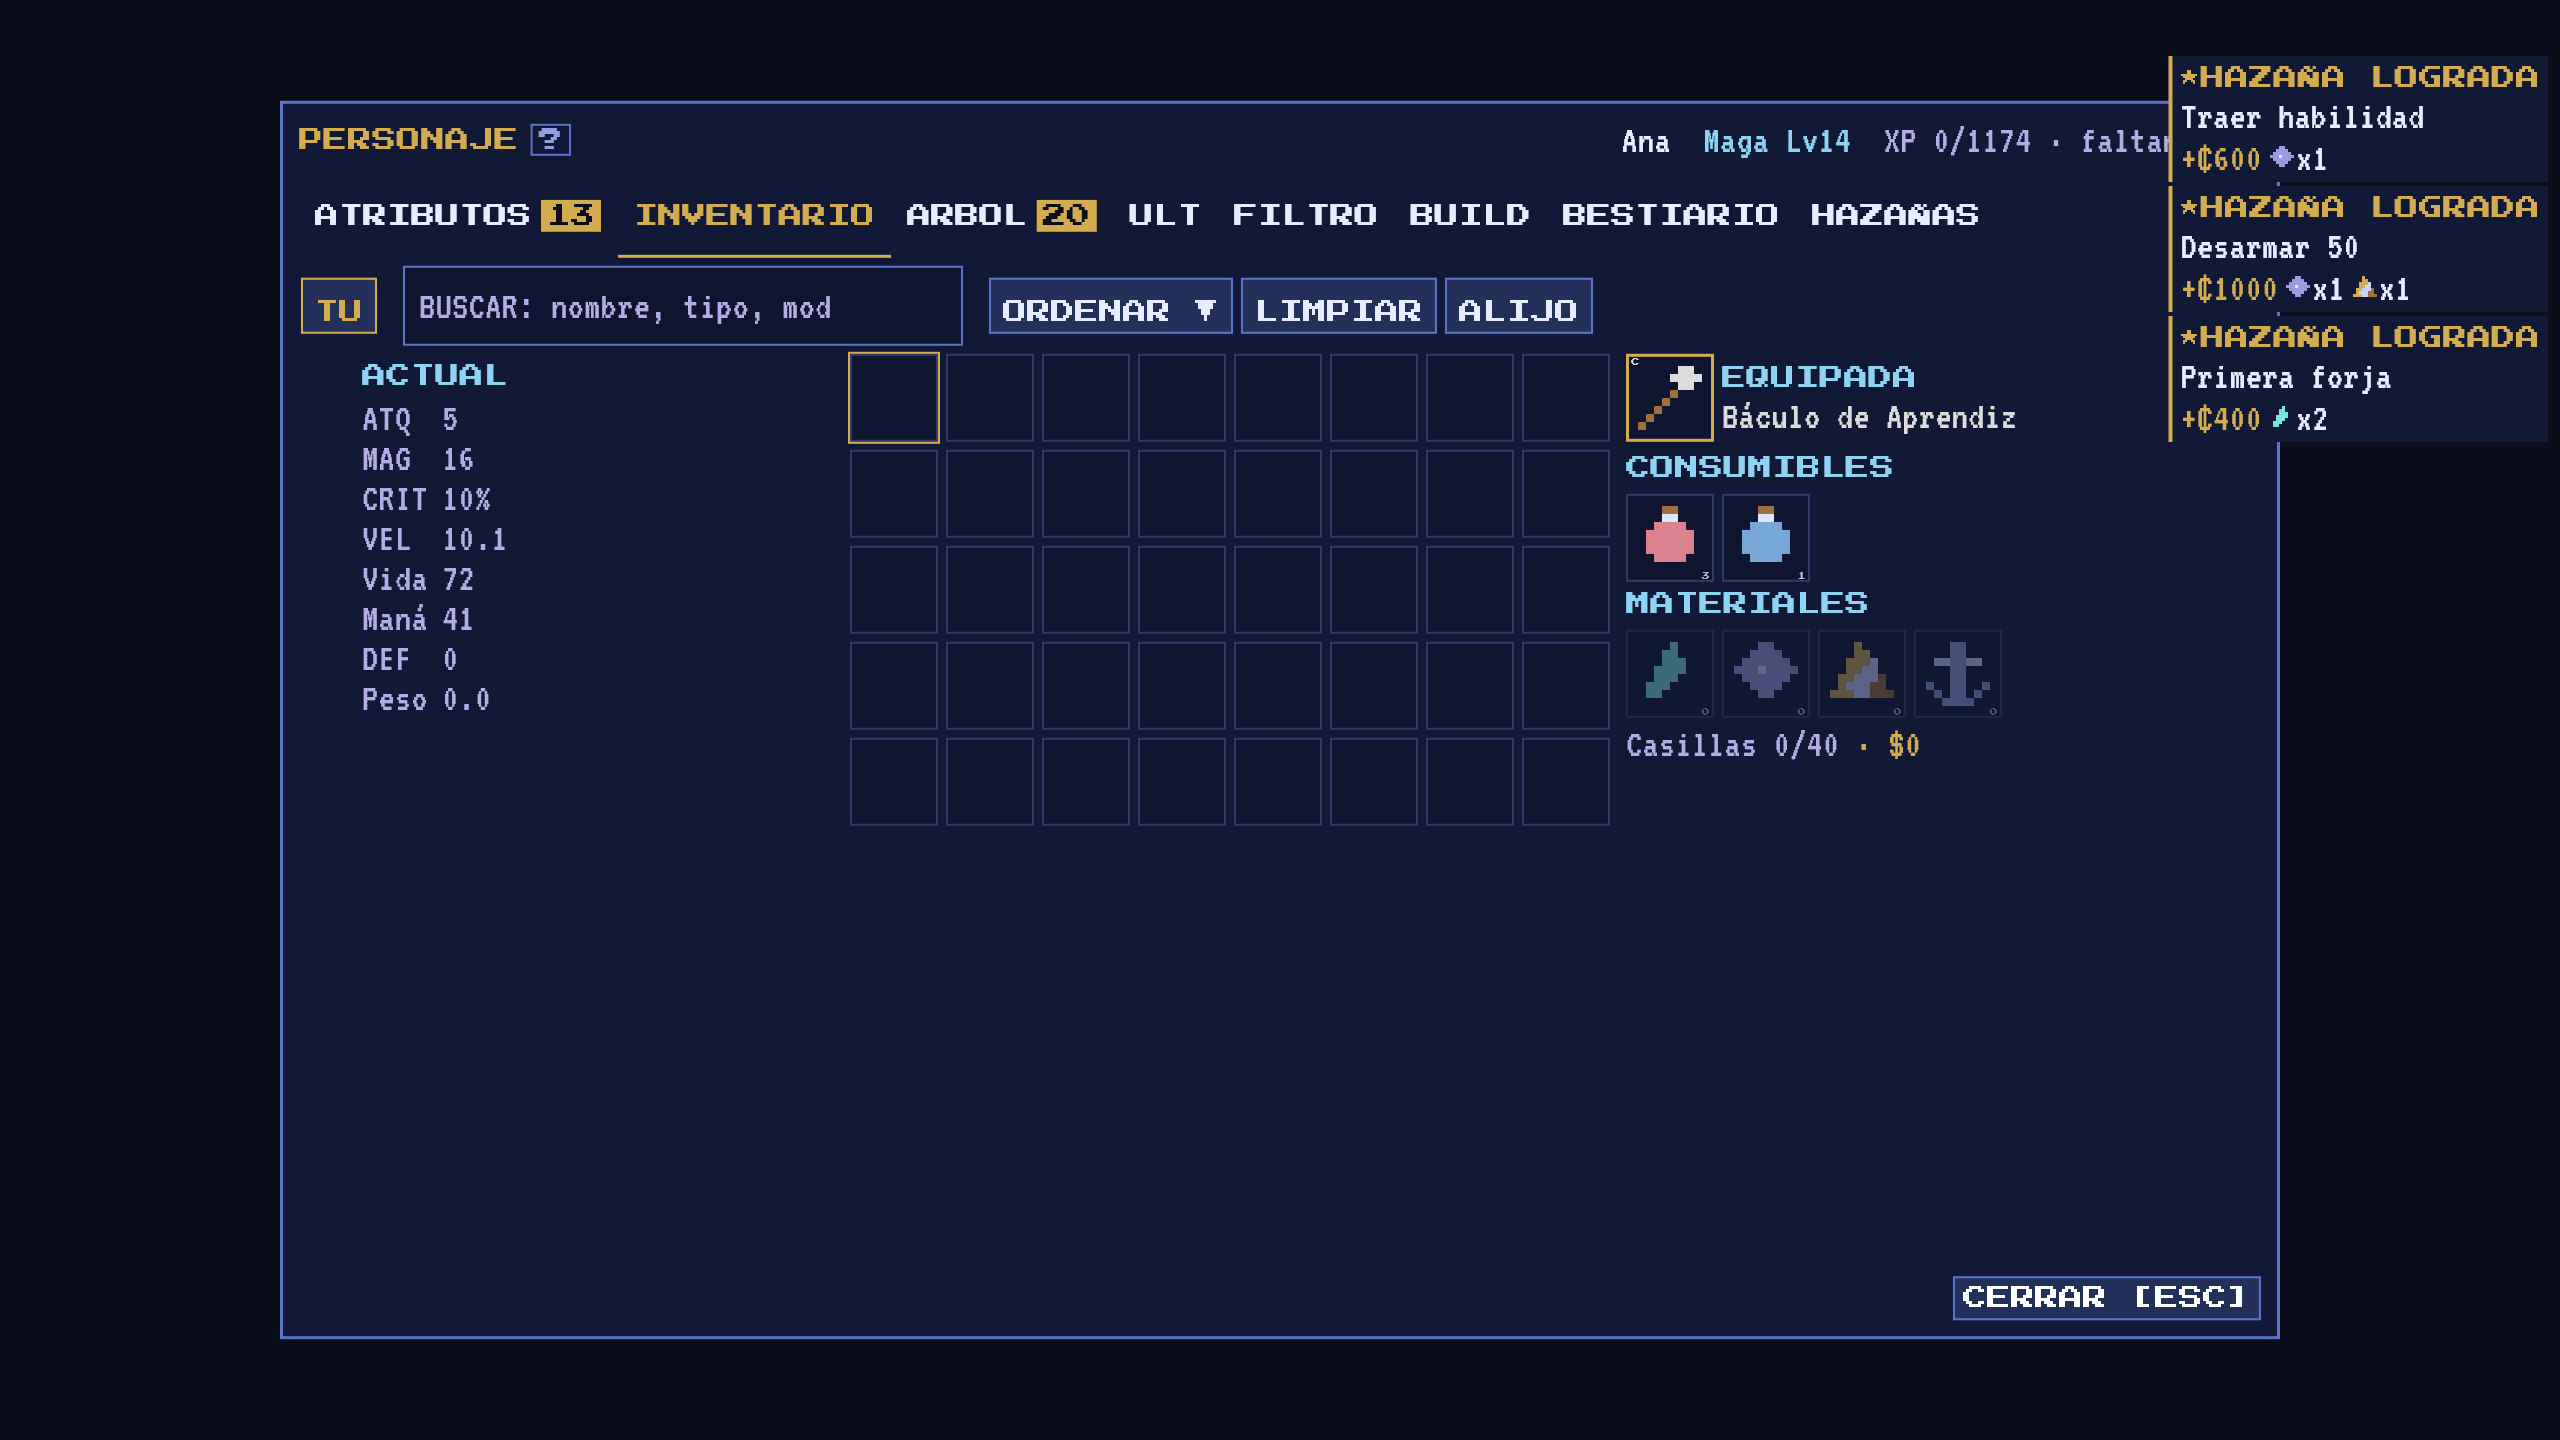 PERSONAJE ?
Ana Maga Lv14 XP 0/1174 · faltan
ATRIBUTOS 13 INVENTARIO ARBOL 20 ULT FILTRO BUILD BESTIARIO HAZAÑAS
TU BUSCAR: nombre, tipo, mod ORDENAR ▼ LIMPIAR ALIJO
ACTUAL
ATQ 5
MAG 16
CRIT 10%
VEL 10.1
Vida 72
Maná 41
DEF 0
Peso 0.0
C
EQUIPADA
Báculo de Aprendiz
CONSUMIBLES
3 1
MATERIALES
0 0 0 0
Casillas 0/40 · $0
★HAZAÑA LOGRADA
Traer habilidad
+₵600 x1
★HAZAÑA LOGRADA
Desarmar 50
+₵1000 x1 x1
★HAZAÑA LOGRADA
Primera forja
+₵400 x2
CERRAR [ESC]